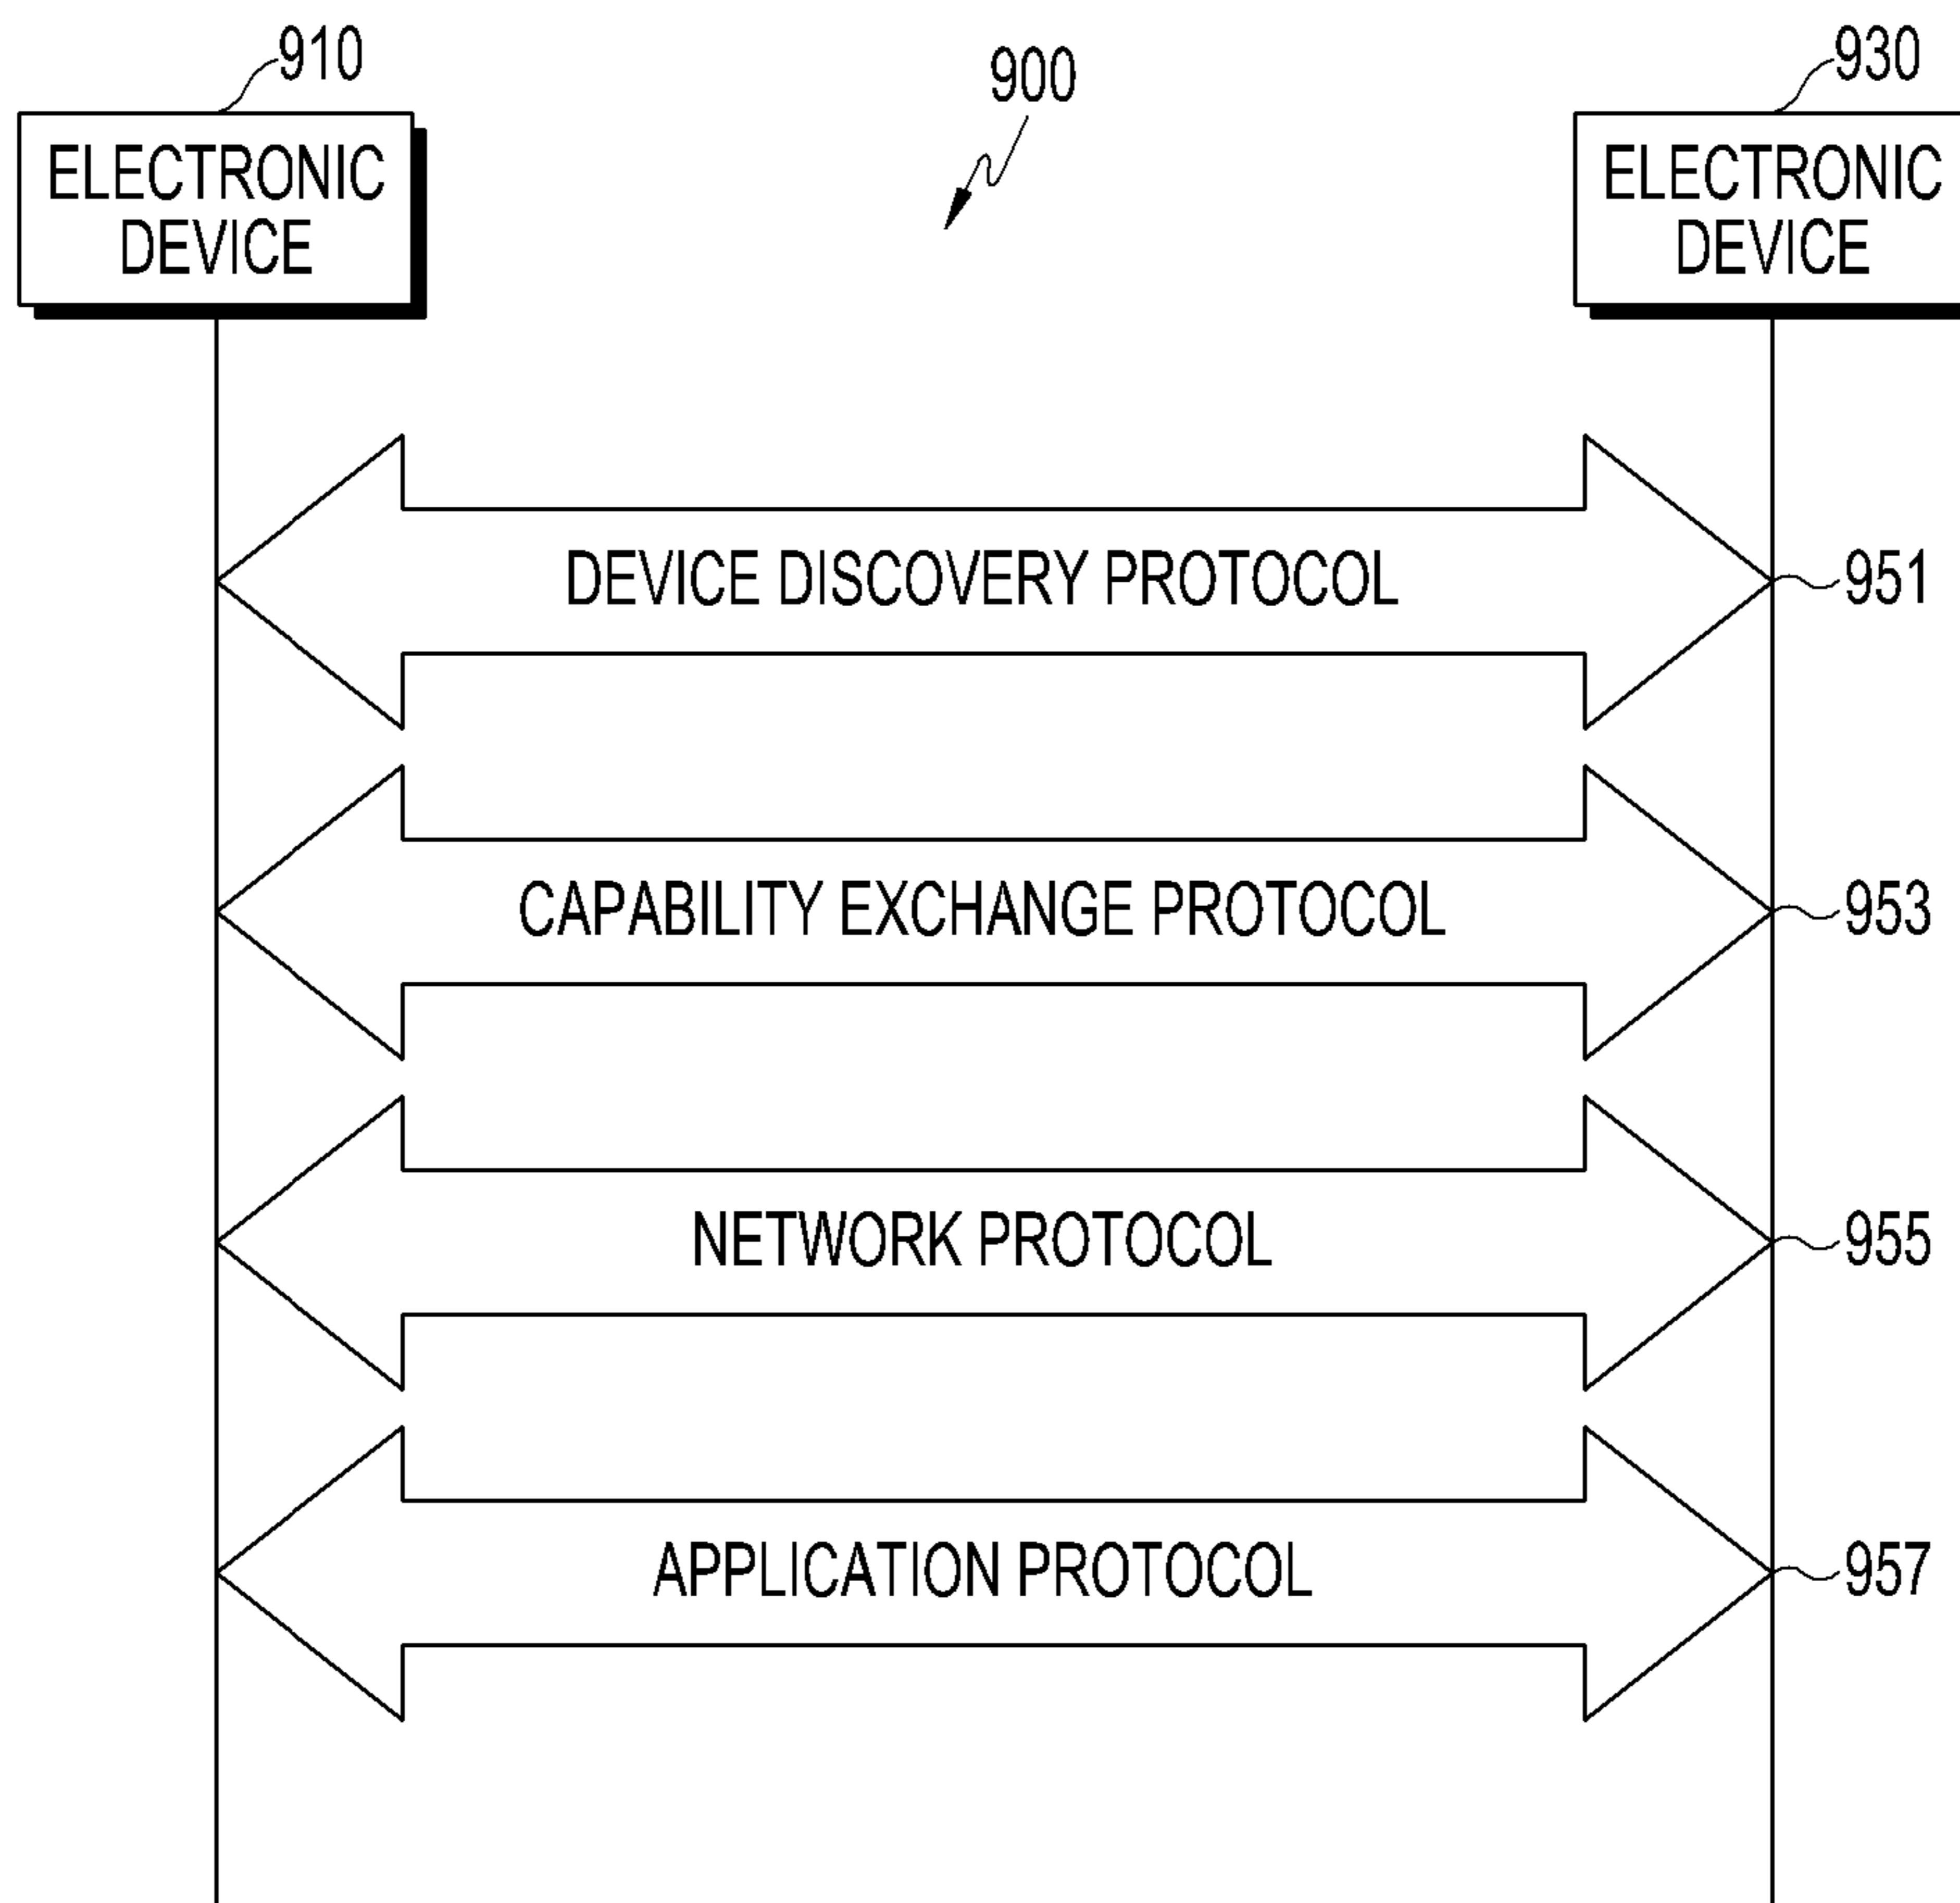 910
900
930
ELECTRONIC
DEVICE
ELECTRONIC
DEVICE
DEVICE DISCOVERY PROTOCOL
951
CAPABILITY EXCHANGE PROTOCOL
953
NETWORK PROTOCOL
955
APPLICATION PROTOCOL
957